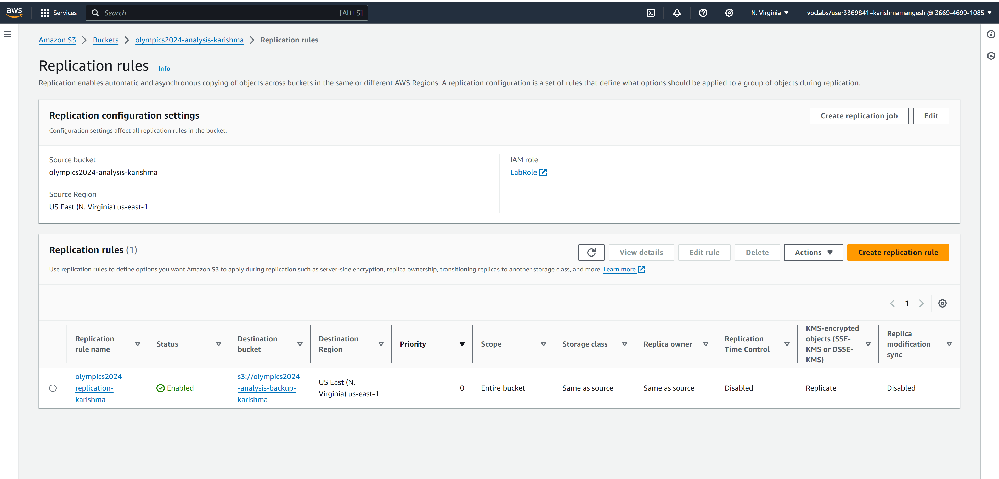 aws
Services
Search
[Alt+S]
N. Virginia
voclabs/user3369841=karishmamangesh @ 3669-4699-1085
Amazon S3
Buckets
olympics2024-analysis-karishma
Replication rules
Replication rules
Info
Replication enables automatic and asynchronous copying of objects across buckets in the same or different AWS Regions. A replication configuration is a set of rules that define what options should be applied to a group of objects during replication.
Replication configuration settings
Create replication job
Edit
Configuration settings affect all replication rules in the bucket.
Source bucket
olympics2024-analysis-karishma
Source Region
US East (N. Virginia) us-east-1
IAM role
LabRole
Replication rules (1)
View details
Edit rule
Delete
Actions
Create replication rule
Use replication rules to define options you want Amazon S3 to apply during replication such as server-side encryption, replica ownership, transitioning replicas to another storage class, and more. Learn more
1
Replication
rule name
Status
Destination
bucket
Destination
Region
Priority
Scope
Storage class
Replica owner
Replication
Time Control
KMS-encrypted
objects (SSE-
KMS or DSSE-
KMS)
Replica
modification
sync
olympics2024-
replication-
karishma
Enabled
s3://olympics2024
-analysis-backup-
karishma
US East (N.
Virginia) us-east-1
0
Entire bucket
Same as source
Same as source
Disabled
Replicate
Disabled